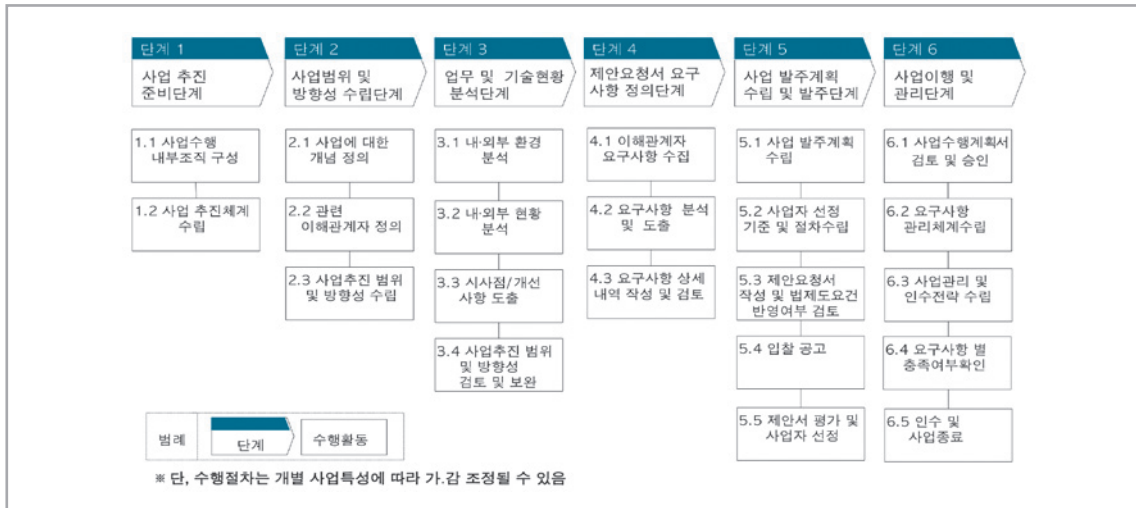 단계 1
사업 추진
준비단계
1.1 사업수행
내부조직 구성
1.2 사업 추진체계
수립
단계 2
사업범위 및
방향성 수립단계
2.1 사업에 대한
개념 정의
2.2 관련
이해관계자 정의
2.3 사업추진 범위
및 방향성 수립
단계 3
업무 및 기술현황
분석단계
3.1 내·외부 환경
분석
3.2 내·외부 현황
분석
3.3 시사점/개선
사항 도출
3.4 사업추진 범위
및 방향성
검토 및 보완
단계 4
제안요청서 요구
사항 정의단계
4.1 이해관계자
요구사항 수집
4.2 요구사항 분석
및 도출
4.3 요구사항 상세
내역 작성 및 검토
단계 5
사업 발주계획
수립 및 발주단계
5.1 사업 발주계획
수립
5.2 사업자 선정
기준 및 절차수립
5.3 제안요청서
작성 및 법제도요건
반영여부 검토
5.4 입찰 공고
5.5 제안서 평가 및
사업자 선정
단계 6
사업이행 및
관리단계
6.1 사업수행계획서
검토 및 승인
6.2 요구사항
관리체계수립
6.3 사업관리 및
인수전략 수립
6.4 요구사항 별
충족여부확인
6.5 인수 및
사업종료
범례
단계
수행활동
※ 단, 수행절차는 개별 사업특성에 따라 가.감 조정될 수 있음